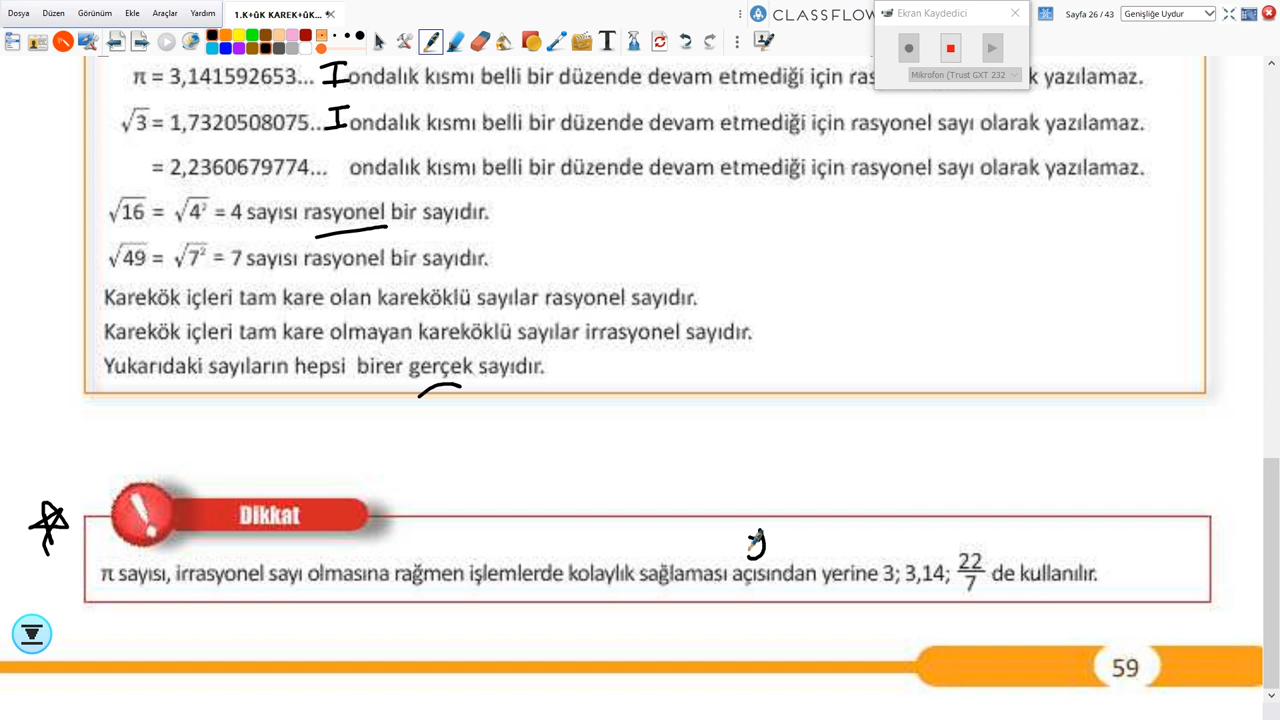 Dosya Düzen Görünüm Ekle Araçlar Yardım 1.K+ûK KAREK+ûK... CLASSFLOW Ekran Kaydedici Sayfa 26 / 43 Genişliğe Uydur
Mikrofon (Trust GXT 232
π = 3,141592653... I ondalık kısmı belli bir düzende devam etmediği için ras k yazılamaz.
√3 = 1,7320508075... I ondalık kısmı belli bir düzende devam etmediği için rasyonel sayı olarak yazılamaz.
= 2,2360679774... ondalık kısmı belli bir düzende devam etmediği için rasyonel sayı olarak yazılamaz.
√16 = √4² = 4 sayısı rasyonel bir sayıdır.
√49 = √7² = 7 sayısı rasyonel bir sayıdır.
Karekök içleri tam kare olan kareköklü sayılar rasyonel sayıdır.
Karekök içleri tam kare olmayan kareköklü sayılar irrasyonel sayıdır.
Yukarıdaki sayıların hepsi birer gerçek sayıdır.
Dikkat
π sayısı, irrasyonel sayı olmasına rağmen işlemlerde kolaylık sağlaması açısından yerine 3; 3,14; 22/7 de kullanılır.
59